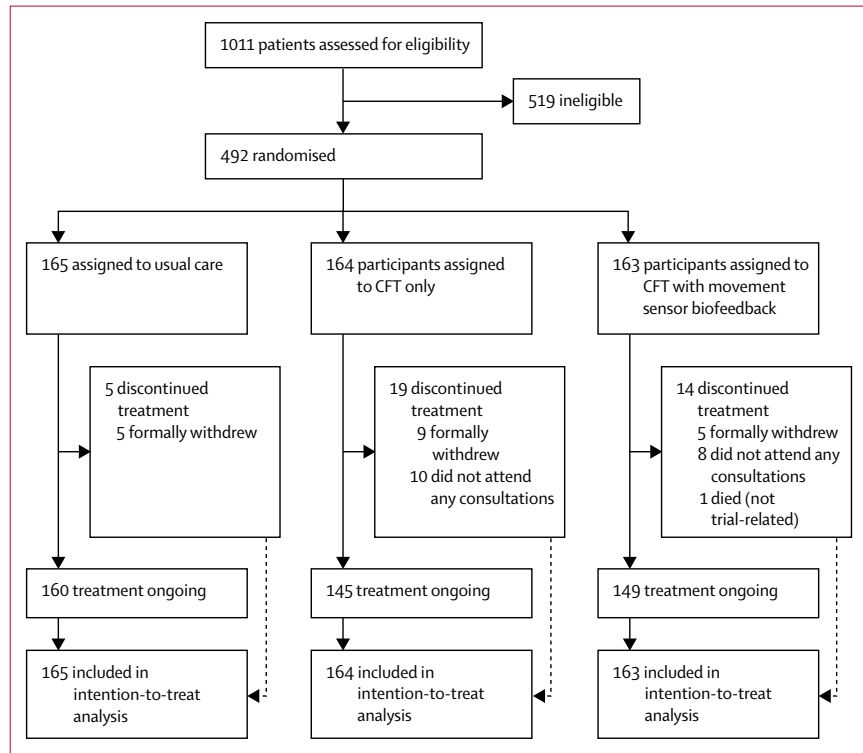 1011 patients assessed for eligibility
519 ineligible
492 randomised
165 assigned to usual care
164 participants assigned
to CFT only
163 participants assigned to
CFT with movement
sensor biofeedback
5 discontinued
treatment
5 formally withdrew
19 discontinued
treatment
9 formally
withdrew
10 did not attend
any consultations
14 discontinued
treatment
5 formally withdrew
8 did not attend any
consultations
1 died (not
trial-related)
160 treatment ongoing
145 treatment ongoing
149 treatment ongoing
165 included in
intention-to-treat
analysis
164 included in
intention-to-treat
analysis
163 included in
intention-to-treat
analysis